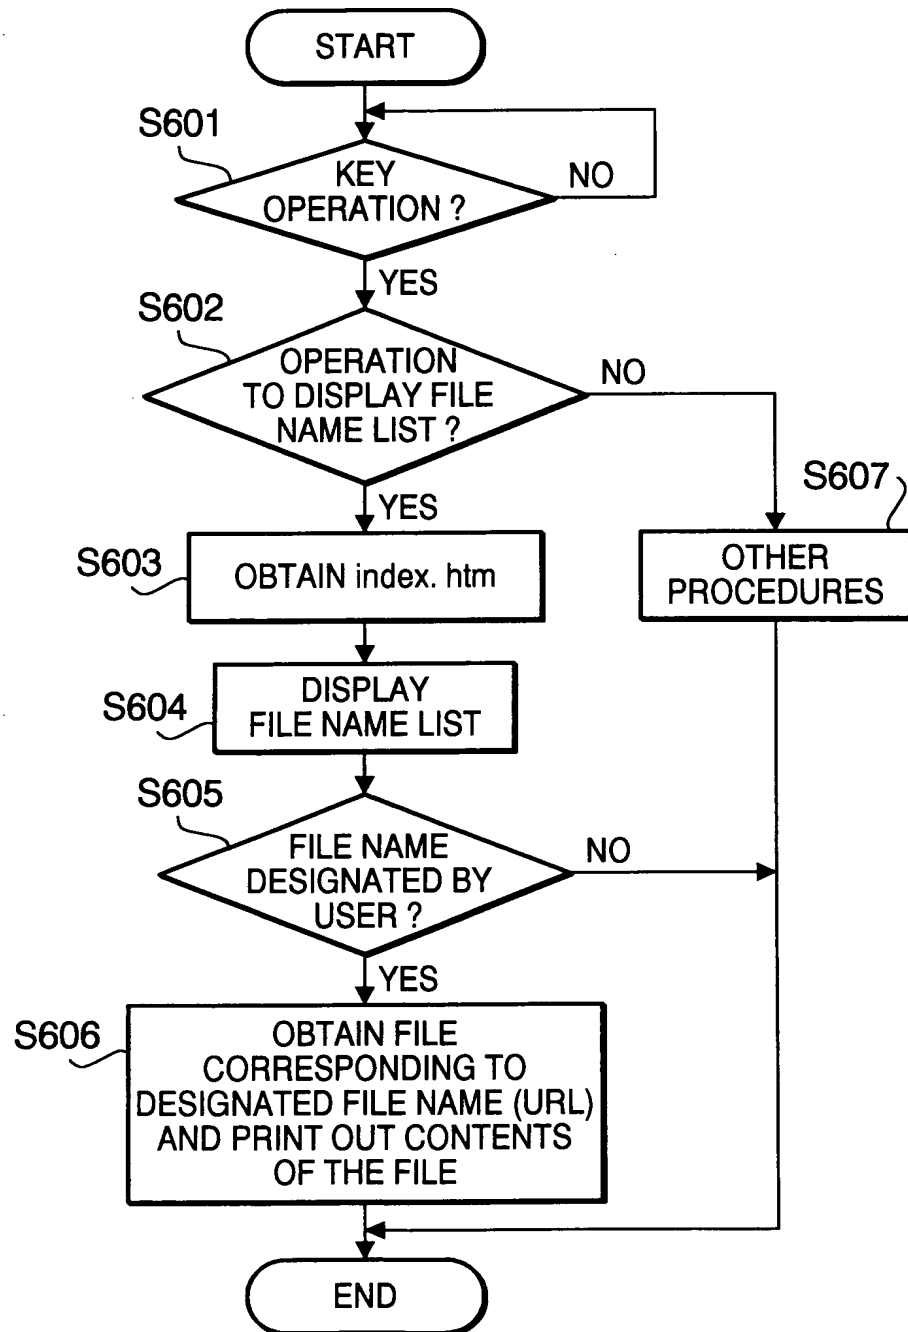 START
S601
KEY
OPERATION ?
NO
YES
S602
OPERATION
TO DISPLAY FILE
NAME LIST ?
NO
YES
S607
OTHER
PROCEDURES
S603
OBTAIN index. htm
S604
DISPLAY
FILE NAME LIST
S605
FILE NAME
DESIGNATED BY
USER ?
NO
YES
S606
OBTAIN FILE
CORRESPONDING TO
DESIGNATED FILE NAME (URL)
AND PRINT OUT CONTENTS
OF THE FILE
END